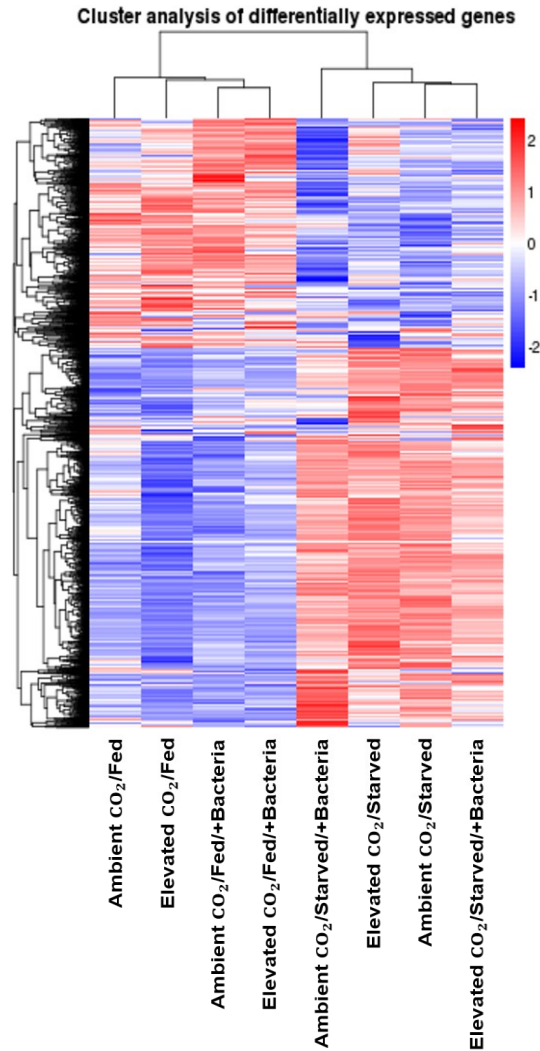 Cluster analysis of differentially expressed genes
2
1
0
-1
-2
Ambient CO₂/Fed
Elevated CO₂/Fed
Ambient CO₂/Fed/+Bacteria
Elevated CO₂/Fed/+Bacteria
Ambient CO₂/Starved/+Bacteria
Elevated CO₂/Starved
Ambient CO₂/Starved
Elevated CO₂/Starved/+Bacteria